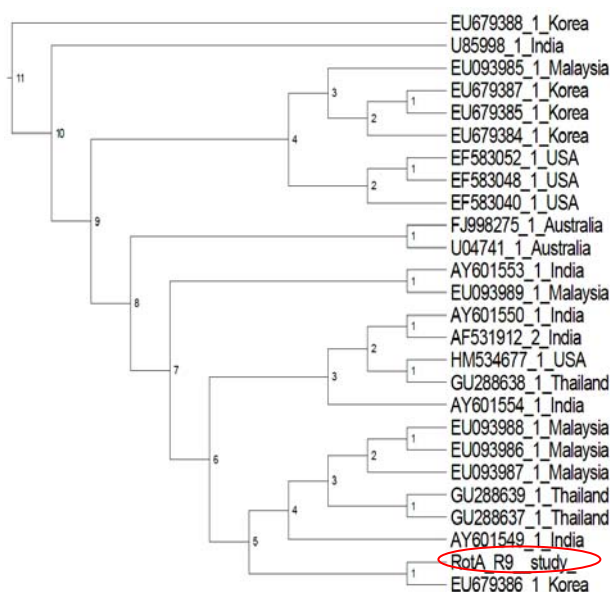 EU679388_1_Korea
U85998_1_India
EU093985_1_Malaysia
EU679387_1_Korea
EU679385_1_Korea
EU679384_1_Korea
EF583052_1_USA
EF583048_1_USA
EF583040_1_USA
FJ998275_1_Australia
U04741_1_Australia
AY601553_1_India
EU093989_1_Malaysia
AY601550_1_India
AF531912_2_India
HM534677_1_USA
GU288638_1_Thailand
AY601554_1_India
EU093988_1_Malaysia
EU093986_1_Malaysia
EU093987_1_Malaysia
GU288639_1_Thailand
GU288637_1_Thailand
AY601549_1_India
RotA_R9__study_
EU679386_1_Korea
11
10
9
4
3
2
1
2
1
8
1
7
1
6
3
2
1
1
5
4
3
2
1
1
1